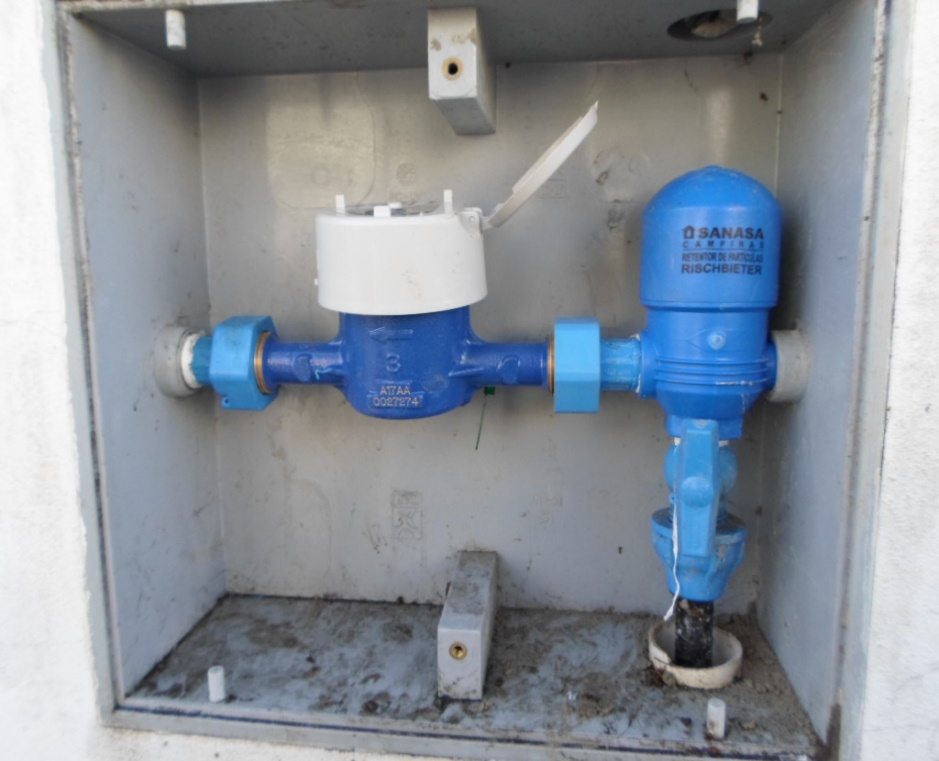 SANASA
CAMPINAS
RETENTOR DE PARTÍCULAS
RISCHBIETER
3
A17AA
0027274